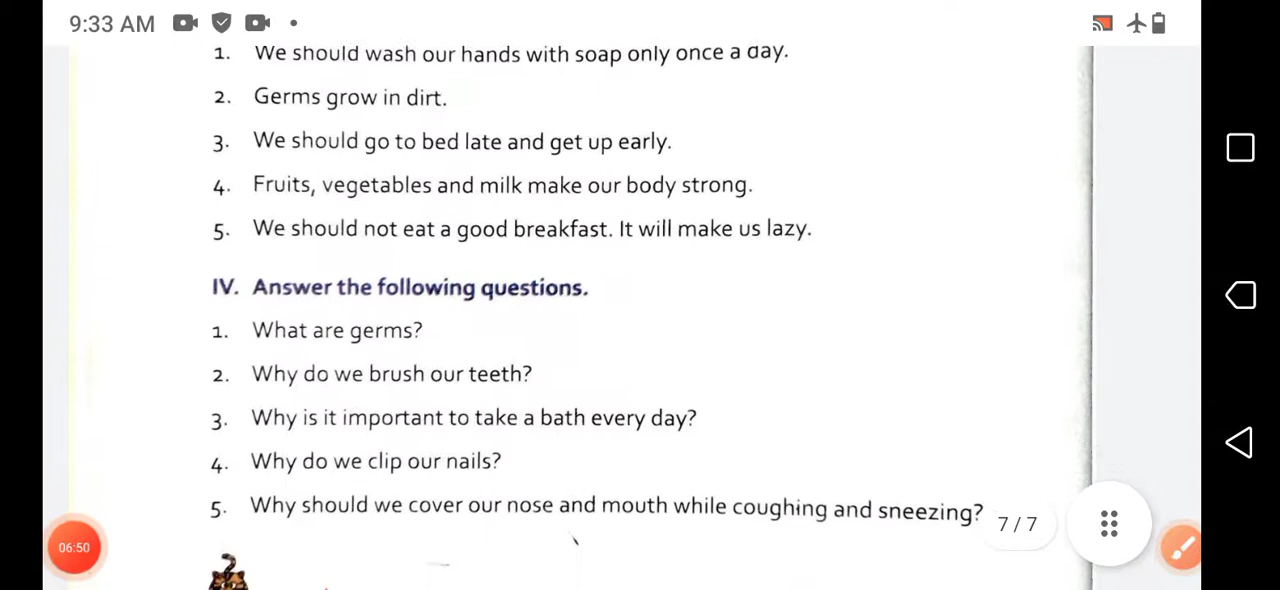 9:33 AM
1. We should wash our hands with soap only once a day.
2. Germs grow in dirt.
3. We should go to bed late and get up early.
4. Fruits, vegetables and milk make our body strong.
5. We should not eat a good breakfast. It will make us lazy.
IV. Answer the following questions.
1. What are germs?
2. Why do we brush our teeth?
3. Why is it important to take a bath every day?
4. Why do we clip our nails?
5. Why should we cover our nose and mouth while coughing and sneezing?
7 / 7
06:50